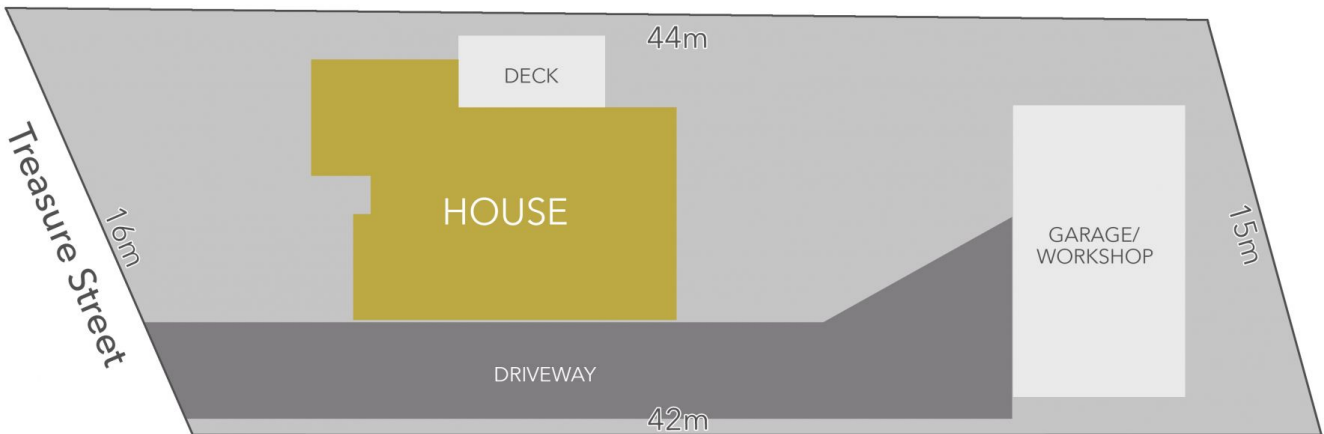 44m
DECK
Treasure Street
16m
HOUSE
15m
GARAGE/
WORKSHOP
DRIVEWAY
42m